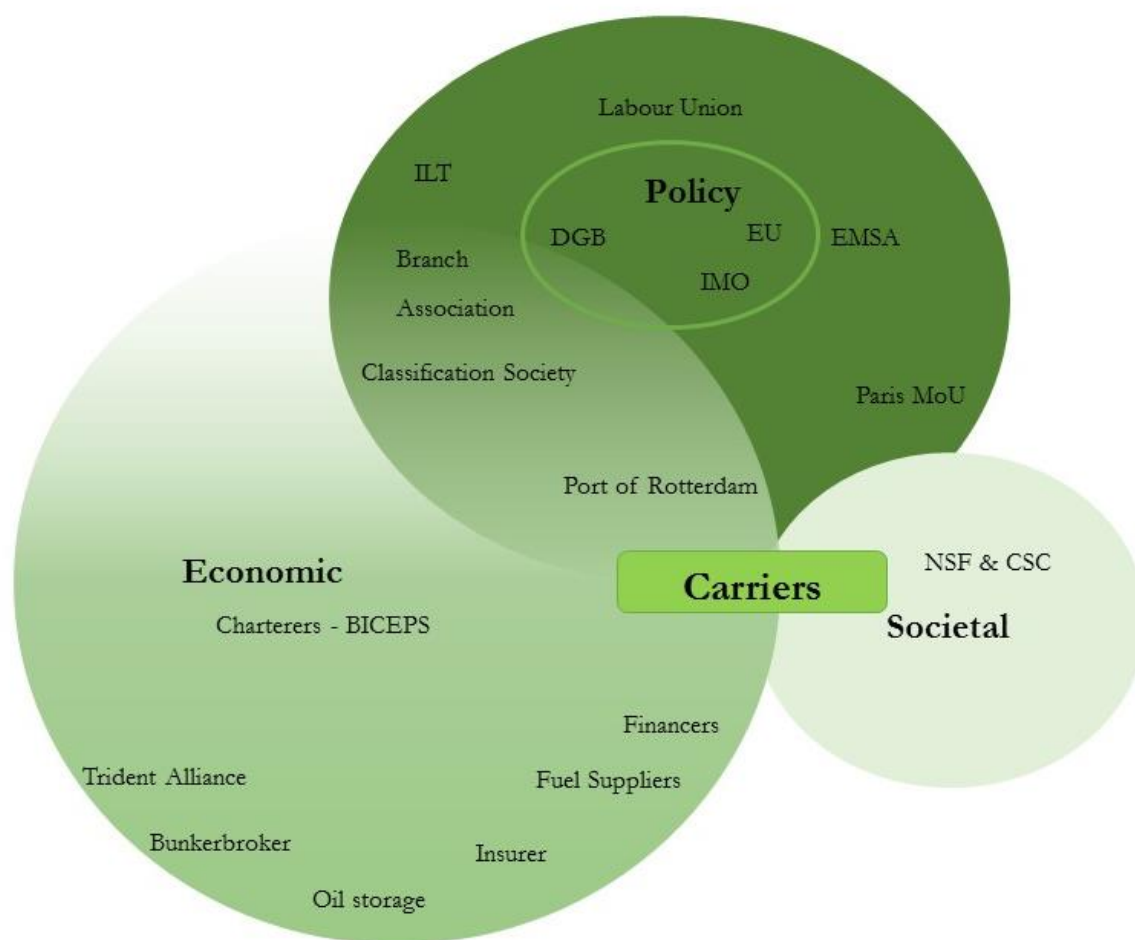 Labour Union
ILT
Policy
DGB
EU
EMSA
IMO
Branch
Association
Classification Society
Paris MoU
Port of Rotterdam
Economic
Charterers - BICEPS
Carriers
NSF & CSC
Societal
Financers
Trident Alliance
Fuel Suppliers
Bunkerbroker
Insurer
Oil storage